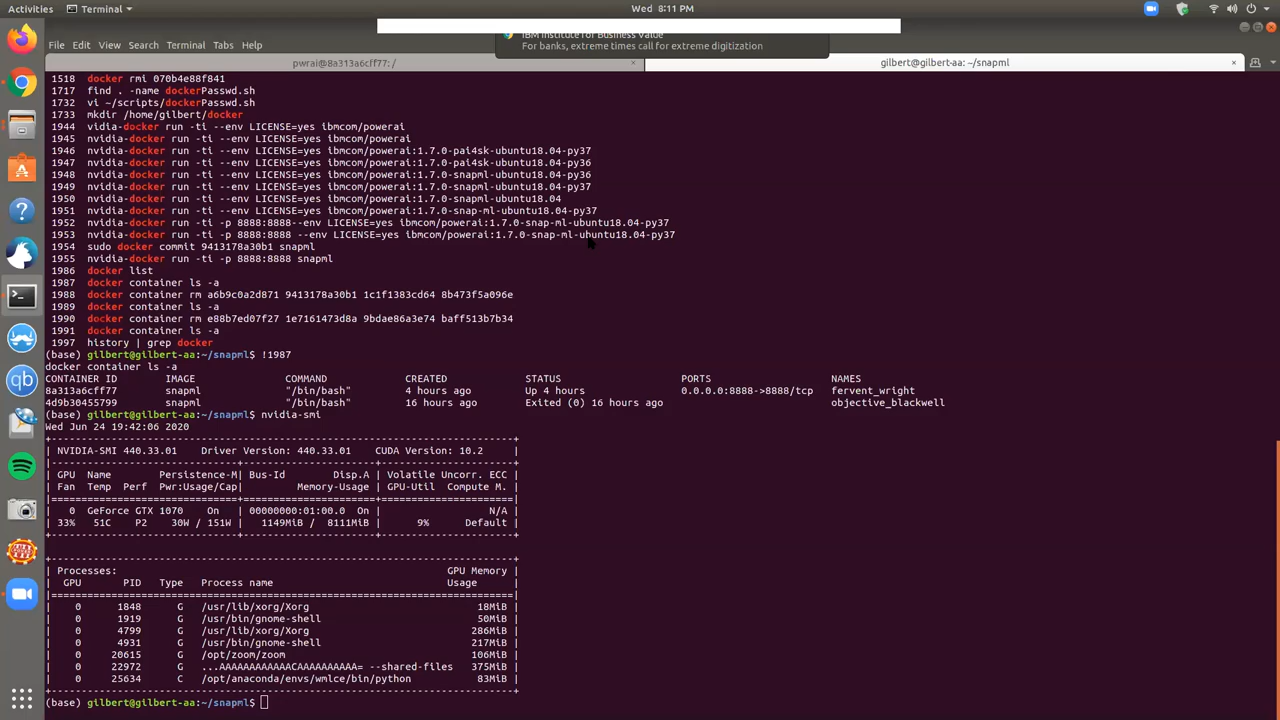 Activities Terminal Wed 8:11 PM
IBM Institute for Business Value
For banks, extreme times call for extreme digitization
File Edit View Search Terminal Tabs Help
pwrai@8a313a6cff77: / × gilbert@gilbert-aa: ~/snapml ×
1518 docker rmi 070b4e88f841
1717 find . -name dockerPasswd.sh
1732 vi ~/scripts/dockerPasswd.sh
1733 mkdir /home/gilbert/docker
1944 vidia-docker run -ti --env LICENSE=yes ibmcom/powerai
1945 nvidia-docker run -ti --env LICENSE=yes ibmcom/powerai
1946 nvidia-docker run -ti --env LICENSE=yes ibmcom/powerai:1.7.0-pai4sk-ubuntu18.04-py37
1947 nvidia-docker run -ti --env LICENSE=yes ibmcom/powerai:1.7.0-pai4sk-ubuntu18.04-py36
1948 nvidia-docker run -ti --env LICENSE=yes ibmcom/powerai:1.7.0-snapml-ubuntu18.04-py36
1949 nvidia-docker run -ti --env LICENSE=yes ibmcom/powerai:1.7.0-snapml-ubuntu18.04-py37
1950 nvidia-docker run -ti --env LICENSE=yes ibmcom/powerai:1.7.0-snapml-ubuntu18.04
1951 nvidia-docker run -ti --env LICENSE=yes ibmcom/powerai:1.7.0-snap-ml-ubuntu18.04-py37
1952 nvidia-docker run -ti -p 8888:8888--env LICENSE=yes ibmcom/powerai:1.7.0-snap-ml-ubuntu18.04-py37
1953 nvidia-docker run -ti -p 8888:8888 --env LICENSE=yes ibmcom/powerai:1.7.0-snap-ml-ubuntu18.04-py37
1954 sudo docker commit 9413178a30b1 snapml
1955 nvidia-docker run -ti -p 8888:8888 snapml
1986 docker list
1987 docker container ls -a
1988 docker container rm a6b9c0a2d871 9413178a30b1 1c1f1383cd64 8b473f5a096e
1989 docker container ls -a
1990 docker container rm e88b7ed07f27 1e7161473d8a 9bdae86a3e74 baff513b7b34
1991 docker container ls -a
1997 history | grep docker
(base) gilbert@gilbert-aa:~/snapml$ !1987
docker container ls -a
CONTAINER ID IMAGE COMMAND CREATED STATUS PORTS NAMES
8a313a6cff77 snapml "/bin/bash" 4 hours ago Up 4 hours 0.0.0.0:8888->8888/tcp fervent_wright
4d9b30455799 snapml "/bin/bash" 16 hours ago Exited (0) 16 hours ago objective_blackwell
(base) gilbert@gilbert-aa:~/snapml$ nvidia-smi
Wed Jun 24 19:42:06 2020
+-----------------------------------------------------------------------------+
| NVIDIA-SMI 440.33.01 Driver Version: 440.33.01 CUDA Version: 10.2 |
|-------------------------------+----------------------+----------------------+
| GPU Name Persistence-M| Bus-Id Disp.A | Volatile Uncorr. ECC |
| Fan Temp Perf Pwr:Usage/Cap| Memory-Usage | GPU-Util Compute M. |
|===============================+======================+======================|
| 0 GeForce GTX 1070 On | 00000000:01:00.0 On | N/A |
| 33% 51C P2 30W / 151W | 1149MiB / 8111MiB | 9% Default |
+-------------------------------+----------------------+----------------------+
+-----------------------------------------------------------------------------+
| Processes: GPU Memory |
| GPU PID Type Process name Usage |
|=============================================================================|
| 0 1848 G /usr/lib/xorg/Xorg 18MiB |
| 0 1919 G /usr/bin/gnome-shell 50MiB |
| 0 4799 G /usr/lib/xorg/Xorg 286MiB |
| 0 4931 G /usr/bin/gnome-shell 217MiB |
| 0 20615 G /opt/zoom/zoom 106MiB |
| 0 22972 G ...AAAAAAAAAAAACAAAAAAAAAA= --shared-files 375MiB |
| 0 25634 C /opt/anaconda/envs/wmlce/bin/python 83MiB |
+-----------------------------------------------------------------------------+
(base) gilbert@gilbert-aa:~/snapml$